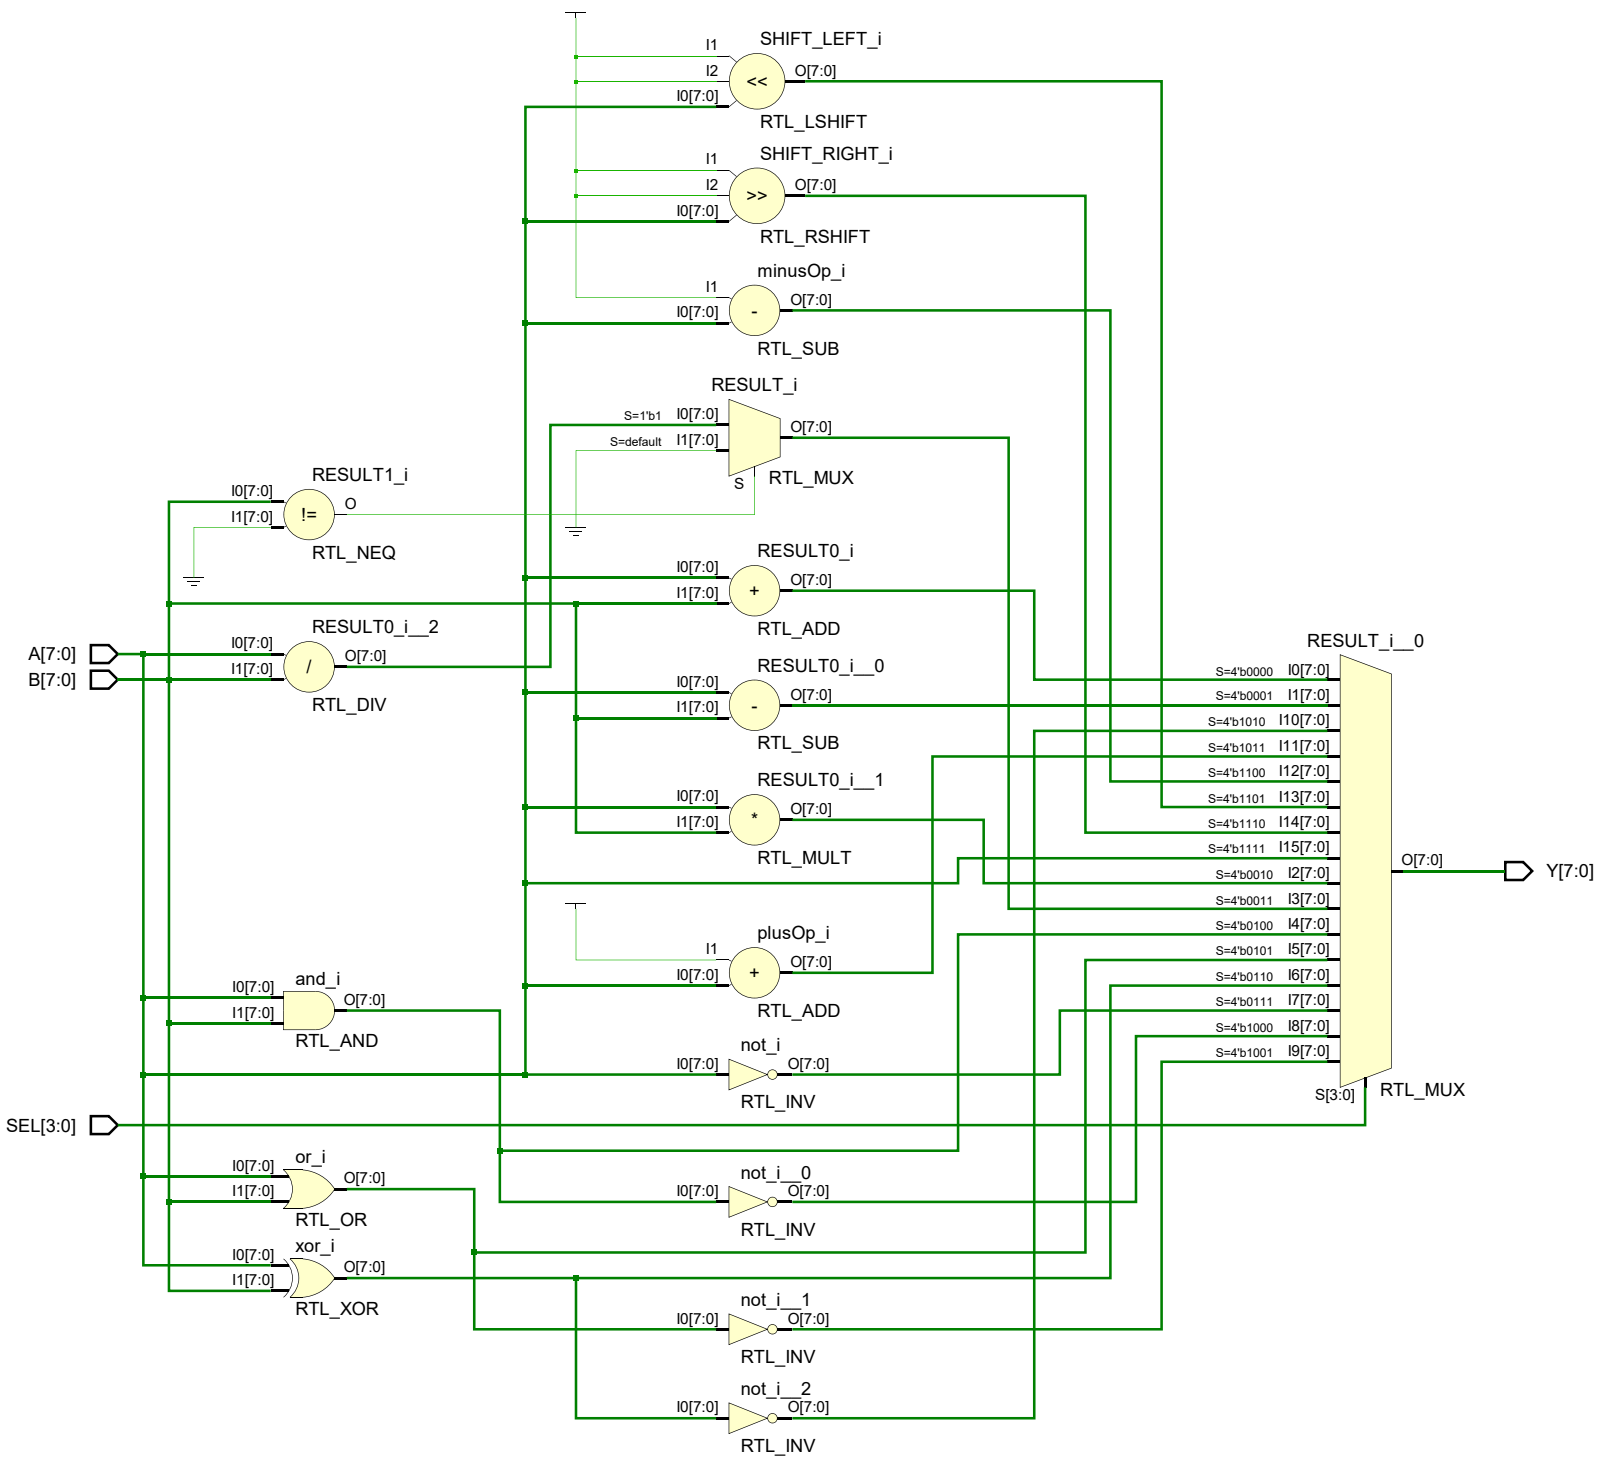 SHIFT_LEFT_i
I1
I2
I0[7:0]
<<
O[7:0]
RTL_LSHIFT
SHIFT_RIGHT_i
I1
I2
I0[7:0]
>>
O[7:0]
RTL_RSHIFT
minusOp_i
I1
I0[7:0]
-
O[7:0]
RTL_SUB
RESULT_i
S=1'b1 I0[7:0]
S=default I1[7:0]
O[7:0]
S
RTL_MUX
RESULT1_i
I0[7:0]
I1[7:0]
!=
O
RTL_NEQ
RESULT0_i
I0[7:0]
I1[7:0]
+
O[7:0]
RTL_ADD
A[7:0]
B[7:0]
RESULT0_i__2
I0[7:0]
I1[7:0]
/
O[7:0]
RTL_DIV
RESULT0_i__0
I0[7:0]
I1[7:0]
-
O[7:0]
RTL_SUB
RESULT0_i__1
I0[7:0]
I1[7:0]
*
O[7:0]
RTL_MULT
RESULT_i__0
S=4'b0000 I0[7:0]
S=4'b0001 I1[7:0]
S=4'b1010 I10[7:0]
S=4'b1011 I11[7:0]
S=4'b1100 I12[7:0]
S=4'b1101 I13[7:0]
S=4'b1110 I14[7:0]
S=4'b1111 I15[7:0]
S=4'b0010 I2[7:0]
S=4'b0011 I3[7:0]
S=4'b0100 I4[7:0]
S=4'b0101 I5[7:0]
S=4'b0110 I6[7:0]
S=4'b0111 I7[7:0]
S=4'b1000 I8[7:0]
S=4'b1001 I9[7:0]
O[7:0]
Y[7:0]
S[3:0]
RTL_MUX
plusOp_i
I1
I0[7:0]
+
O[7:0]
RTL_ADD
and_i
I0[7:0]
I1[7:0]
O[7:0]
RTL_AND
not_i
I0[7:0]
O[7:0]
RTL_INV
SEL[3:0]
or_i
I0[7:0]
I1[7:0]
O[7:0]
RTL_OR
not_i__0
I0[7:0]
O[7:0]
RTL_INV
xor_i
I0[7:0]
I1[7:0]
O[7:0]
RTL_XOR
not_i__1
I0[7:0]
O[7:0]
RTL_INV
not_i__2
I0[7:0]
O[7:0]
RTL_INV